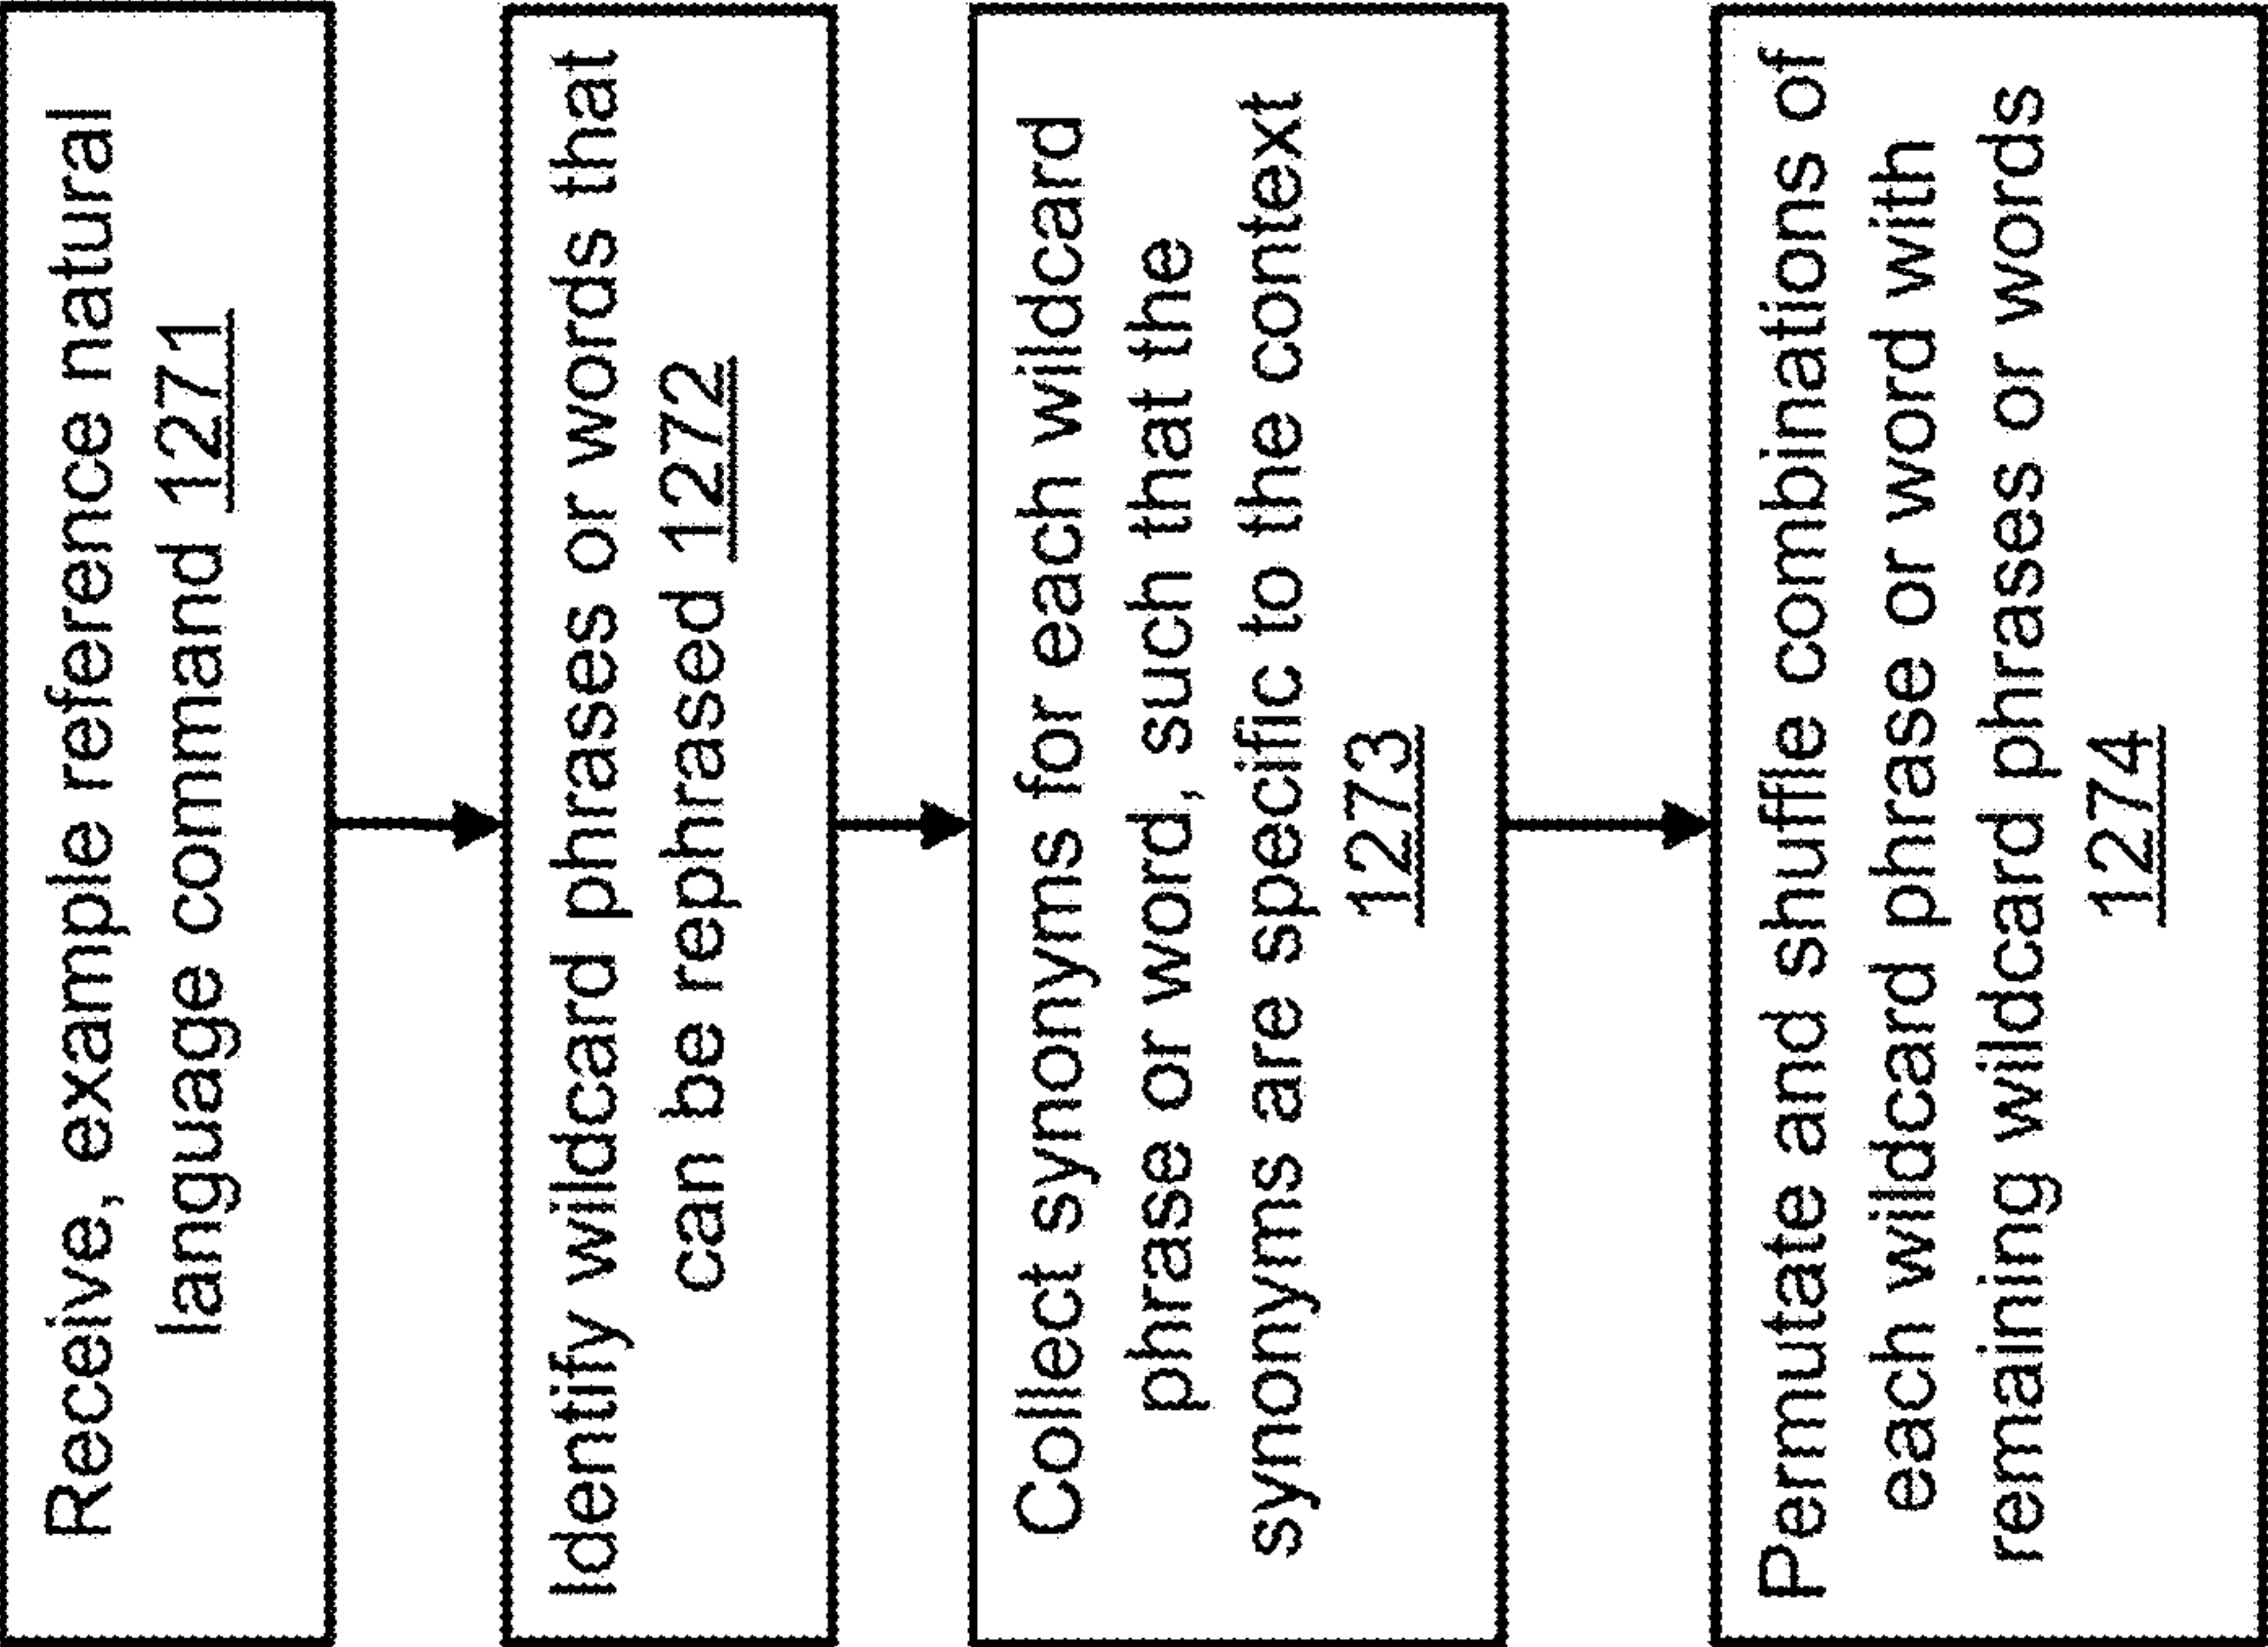 Receive, example reference natural
language command 1271
Identify wildcard phrases or words that
can be rephrased 1272
Collect synonyms for each wildcard
phrase or word, such that the
synonyms are specific to the context
1273
Permutate and shuffle combinations of
each wildcard phrase or word with
remaining wildcard phrases or words
1274